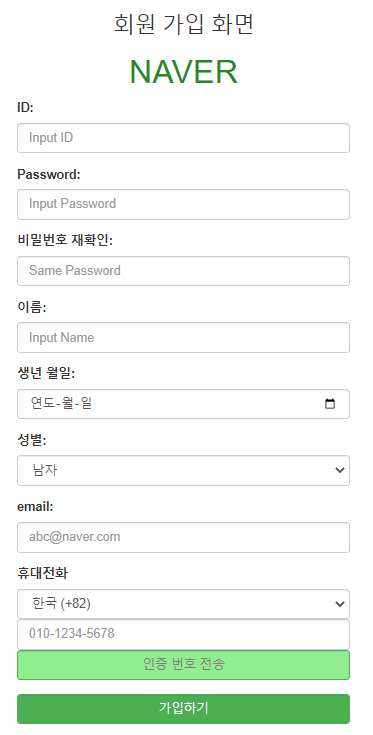 회원 가입 화면
NAVER
ID:
Input ID
Password:
Input Password
비밀번호 재확인:
Same Password
이름:
Input Name
생년 월일:
연도-월-일
성별:
남자
email:
abc@naver.com
휴대전화
한국 (+82)
010-1234-5678
인증 번호 전송
가입하기